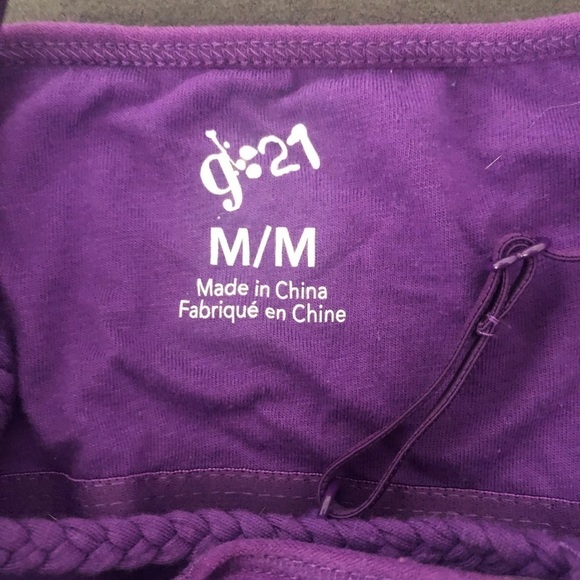 g:21
M/M
Made in China
Fabriqué en Chine